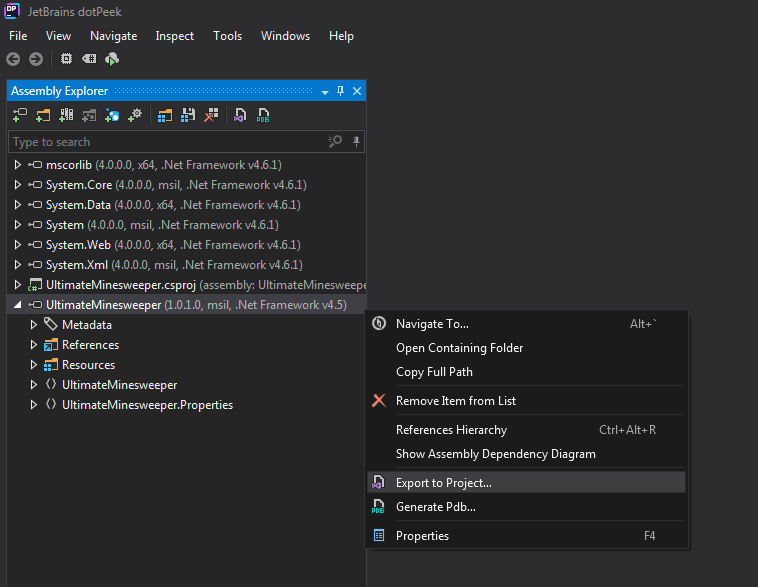 DP
JetBrains dotPeek
File View Navigate Inspect Tools Windows Help
Assembly Explorer
PDB
Type to search
mscorlib (4.0.0.0, x64, .Net Framework v4.6.1)
System.Core (4.0.0.0, msil, .Net Framework v4.6.1)
System.Data (4.0.0.0, x64, .Net Framework v4.6.1)
System (4.0.0.0, msil, .Net Framework v4.6.1)
System.Web (4.0.0.0, x64, .Net Framework v4.6.1)
System.Xml (4.0.0.0, msil, .Net Framework v4.6.1)
UltimateMinesweeper.csproj (assembly: UltimateMinesweepe
UltimateMinesweeper (1.0.1.0, msil, .Net Framework v4.5)
Metadata
References
Resources
UltimateMinesweeper
UltimateMinesweeper.Properties
Navigate To... Alt+`
Open Containing Folder
Copy Full Path
Remove Item from List
References Hierarchy Ctrl+Alt+R
Show Assembly Dependency Diagram
Export to Project...
PDB Generate Pdb...
Properties F4